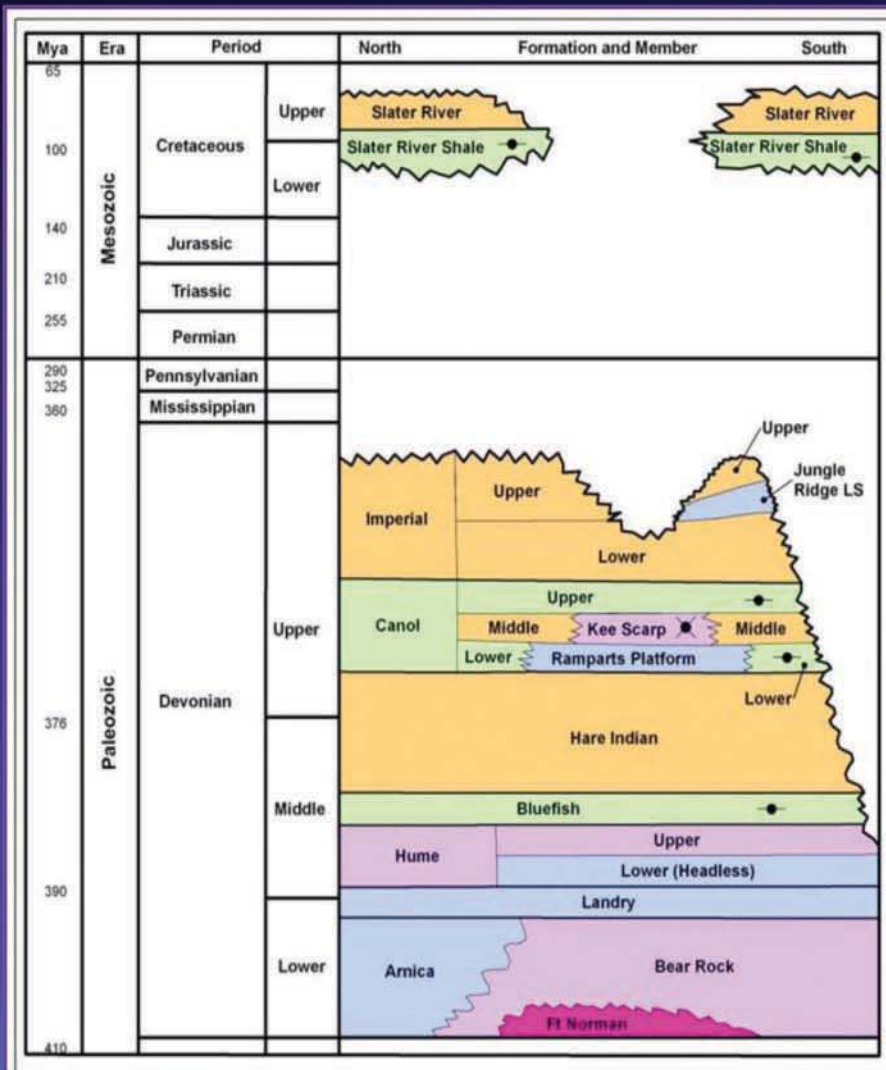 Mya Era Period North Formation and Member South
65
Upper
Slater River
Slater River
Cretaceous
100
Slater River Shale
Slater River Shale
Lower
Mesozoic
140
Jurassic
210
Triassic
255
Permian
290
Pennsylvanian
325
360
Mississippian
Upper
Jungle
Ridge LS
Upper
Imperial
Lower
Upper
Upper
Canol
Middle
Kee Scarp
Middle
Lower
Ramparts Platform
Lower
Devonian
376
Paleozoic
Hare Indian
Middle
Bluefish
Upper
Hume
Lower (Headless)
390
Landry
Lower
Arnica
Bear Rock
Ft Norman
410